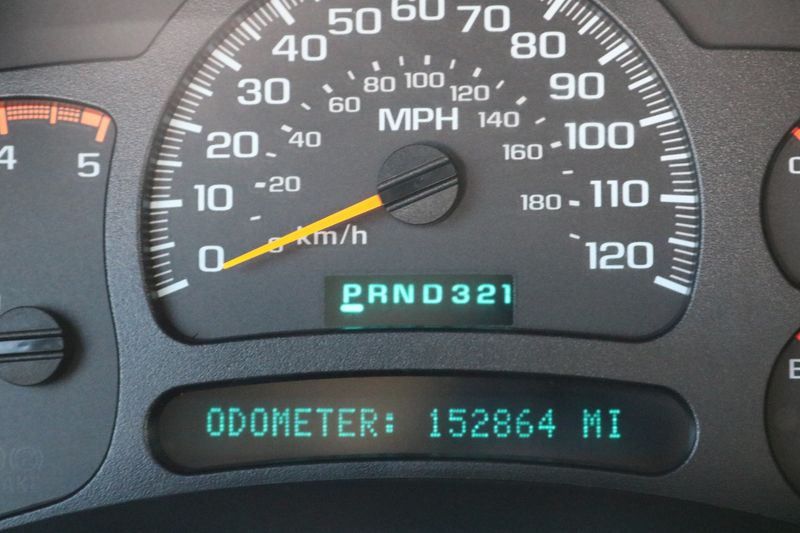 50 60 70
40 80
30 60 80 100 120 90
MPH
20 40 140 100
4 5 160
10 20 180 110
0 km/h 120
PRND321
ODOMETER: 152864 MI